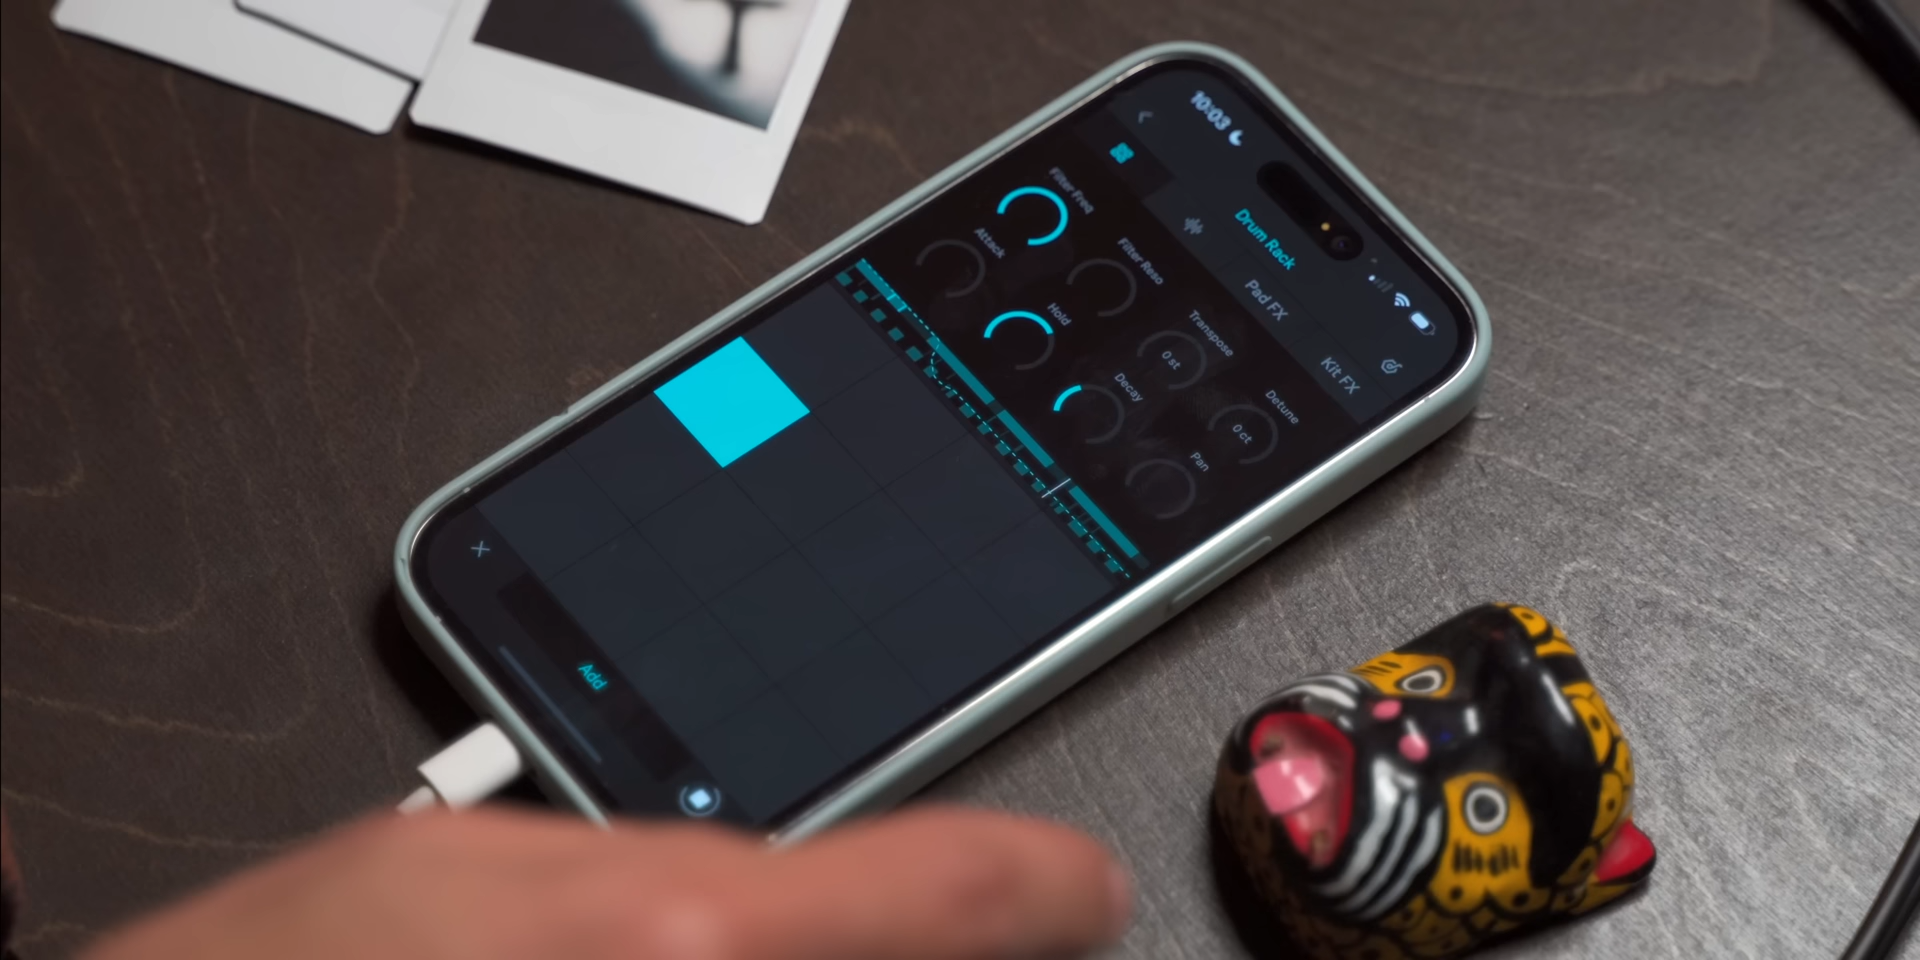 10:03
Drum Rack
Pad FX
Kit FX
Filter Freq
Filter Reso
Transpose
0 st
Detune
0 ct
Attack
Hold
Decay
Pan
Add